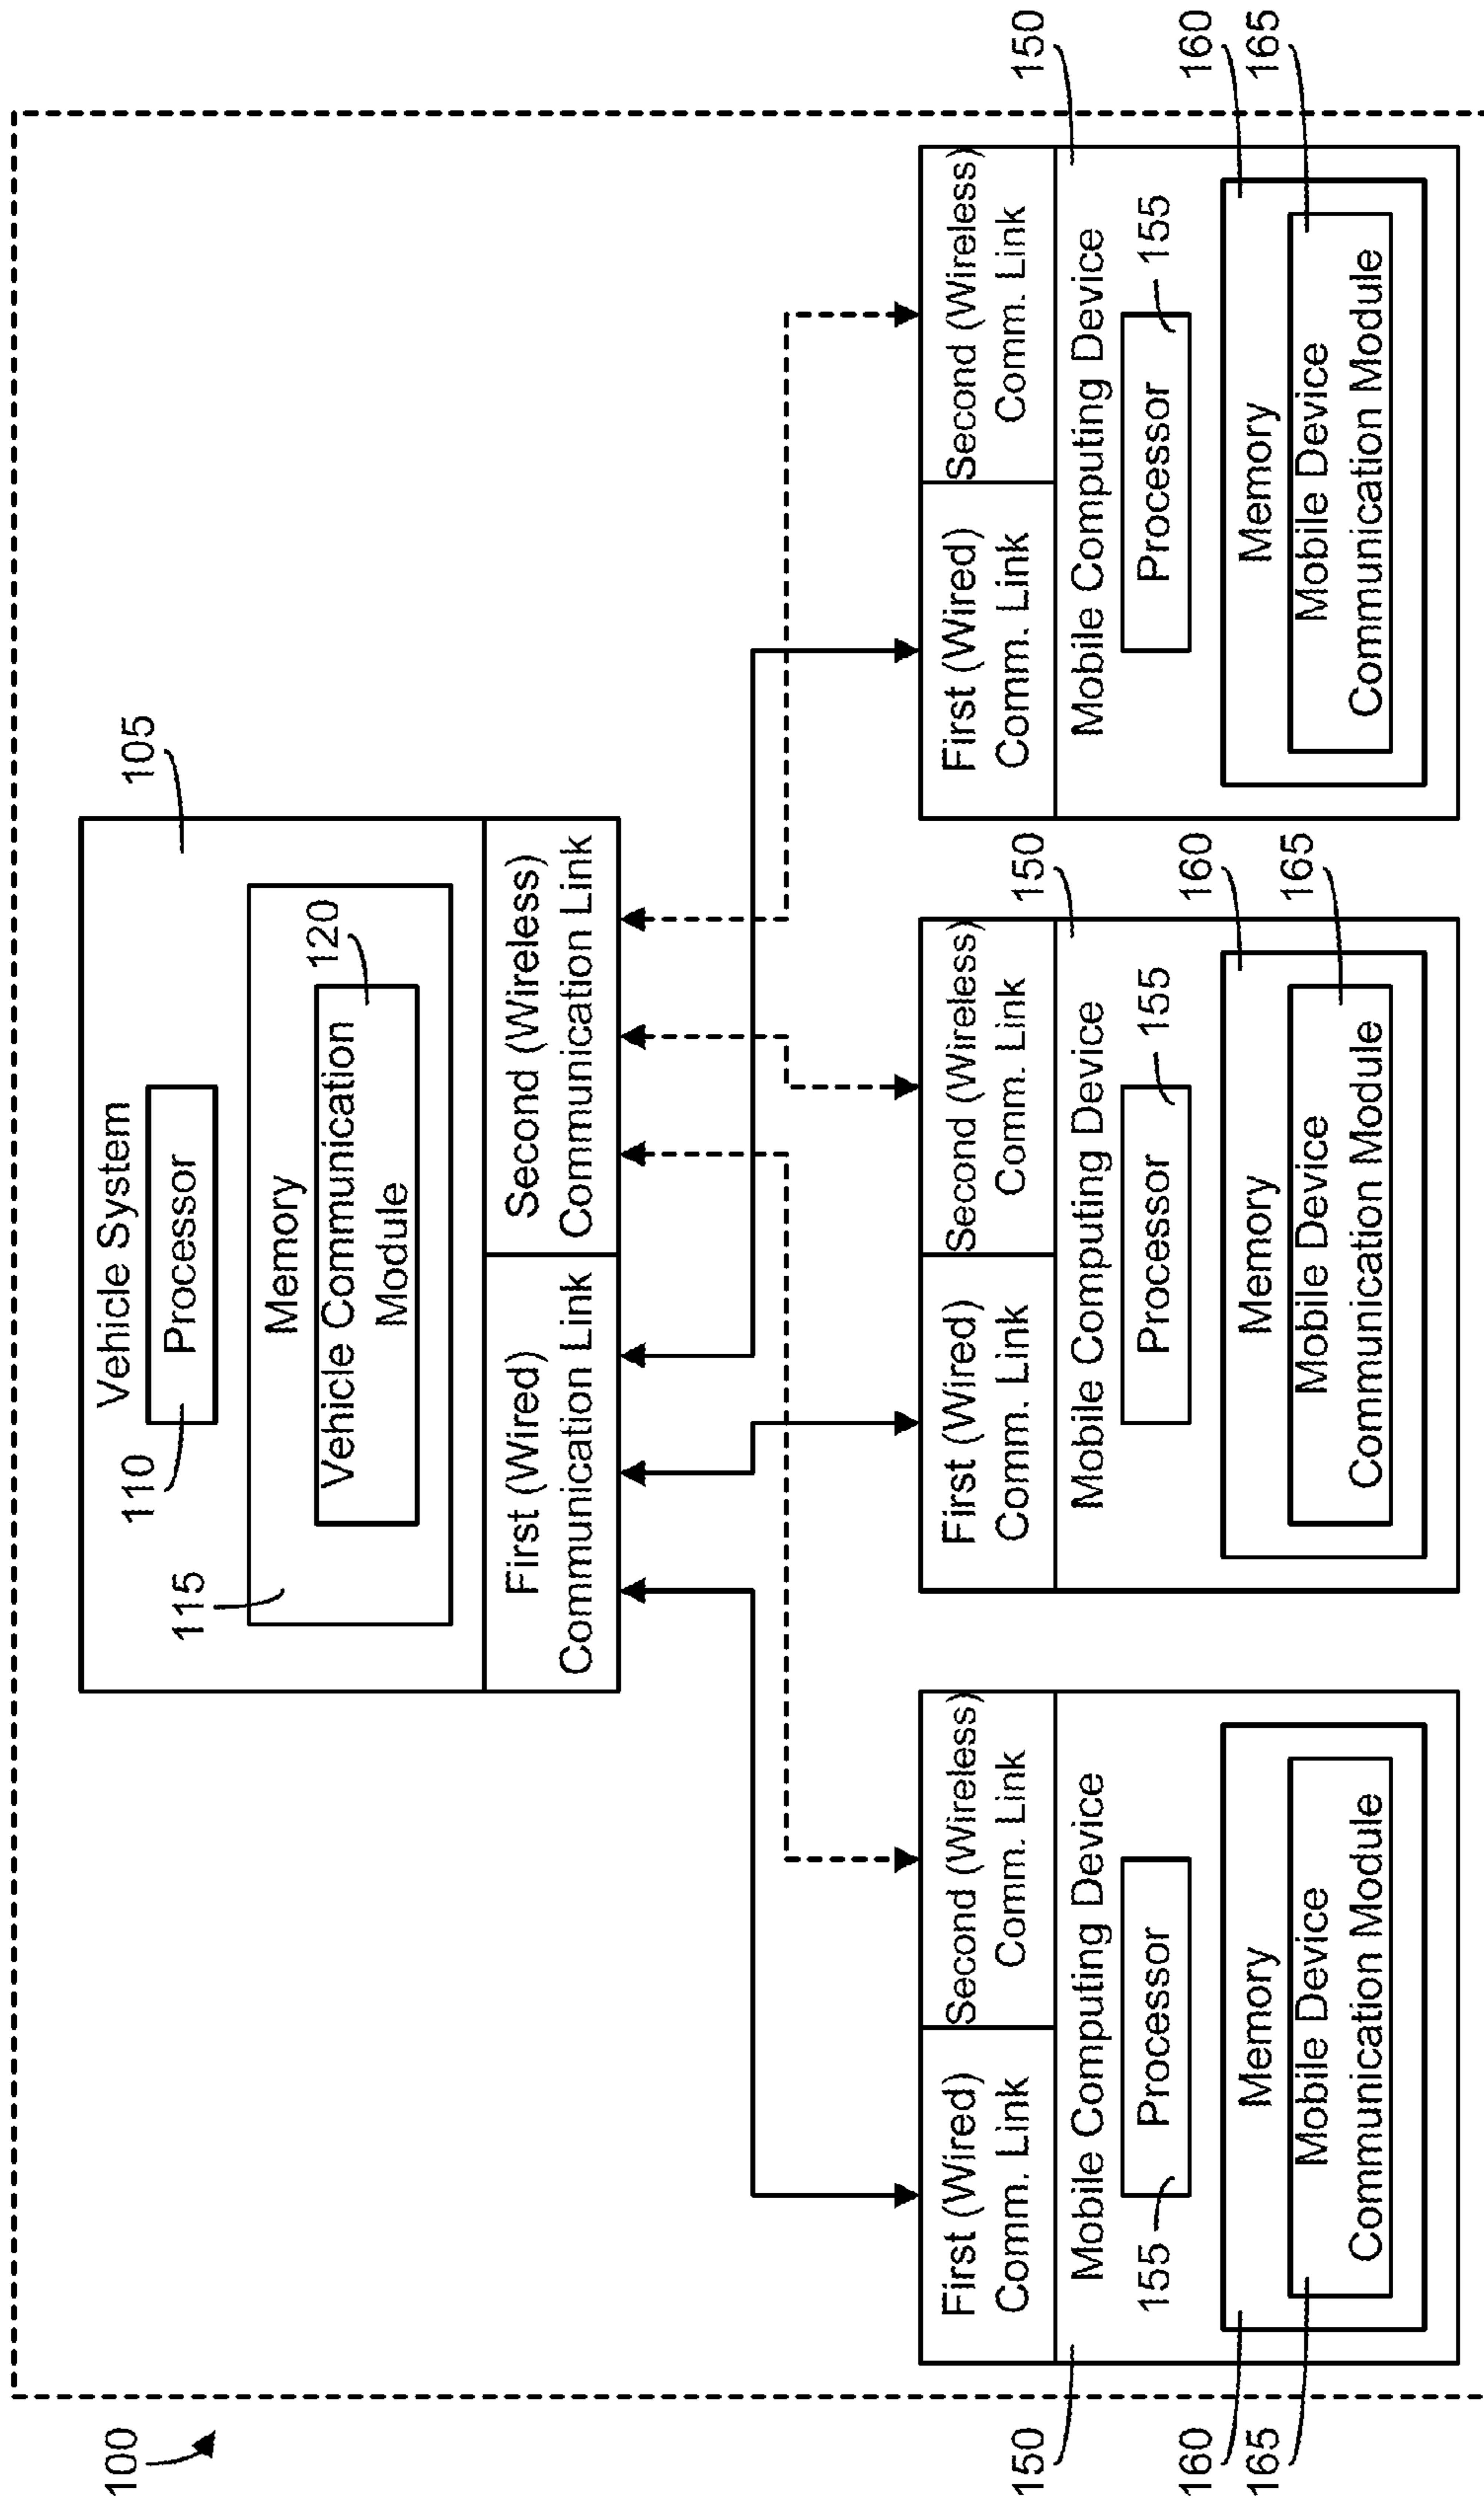 100
Vehicle System
105
110
Processor
115
Memory
120
Vehicle Communication
Module
First (Wired)
Communication Link
Second (Wireless)
Communication Link
First (Wired)
Comm. Link
Second (Wireless)
Comm. Link
150
Mobile Computing Device
155
Processor
160
Memory
165
Mobile Device
Communication Module
First (Wired)
Comm. Link
Second (Wireless)
Comm. Link
150
Mobile Computing Device
Processor
155
160
Memory
165
Mobile Device
Communication Module
First (Wired)
Comm. Link
Second (Wireless)
Comm. Link
150
Mobile Computing Device
Processor
155
160
Memory
165
Mobile Device
Communication Module